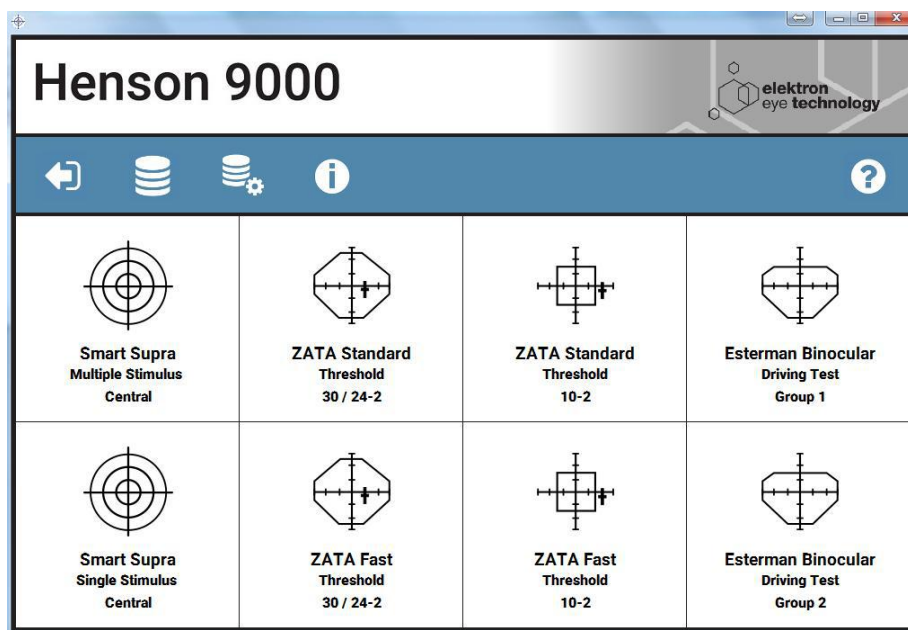 Henson 9000
elektron
eye technology
Smart Supra
Multiple Stimulus
Central
ZATA Standard
Threshold
30 / 24-2
ZATA Standard
Threshold
10-2
Esterman Binocular
Driving Test
Group 1
Smart Supra
Single Stimulus
Central
ZATA Fast
Threshold
30 / 24-2
ZATA Fast
Threshold
10-2
Esterman Binocular
Driving Test
Group 2